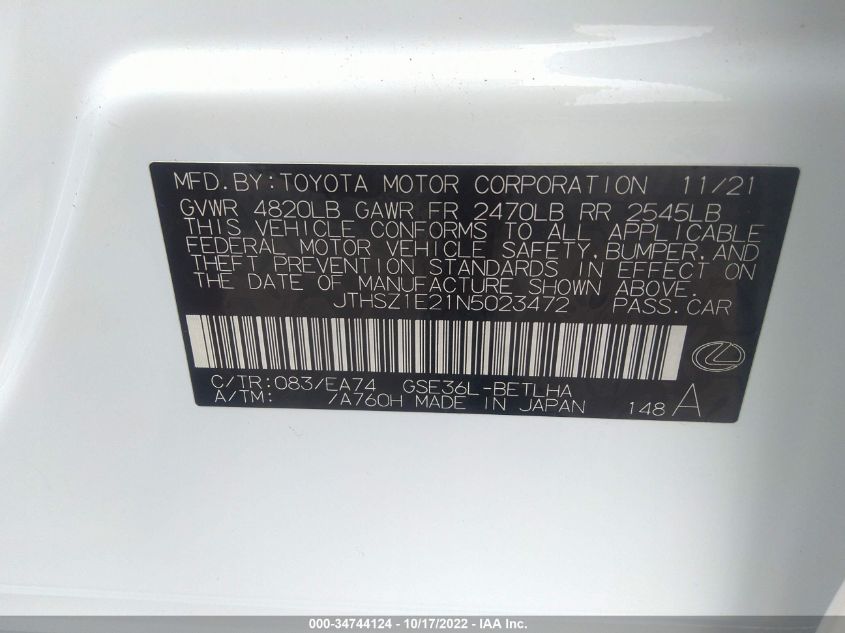 MFD.BY:TOYOTA MOTOR CORPORATION 11/21
GVWR 4820LB GAWR FR 2470LB RR 2545LB
THIS VEHICLE CONFORMS TO ALL APPLICABLE
FEDERAL MOTOR VEHICLE SAFETY,BUMPER,AND
THEFT PREVENTION STANDARDS IN EFFECT ON
THE DATE OF MANUFACTURE SHOWN ABOVE.
JTHSZ1E21N5023472 PASS.CAR
C/TR:083/EA74 GSE36L-BETLHA
A/TM: /A760H MADE IN JAPAN 148 A
000-34744124 - 10/17/2022 - IAA Inc.